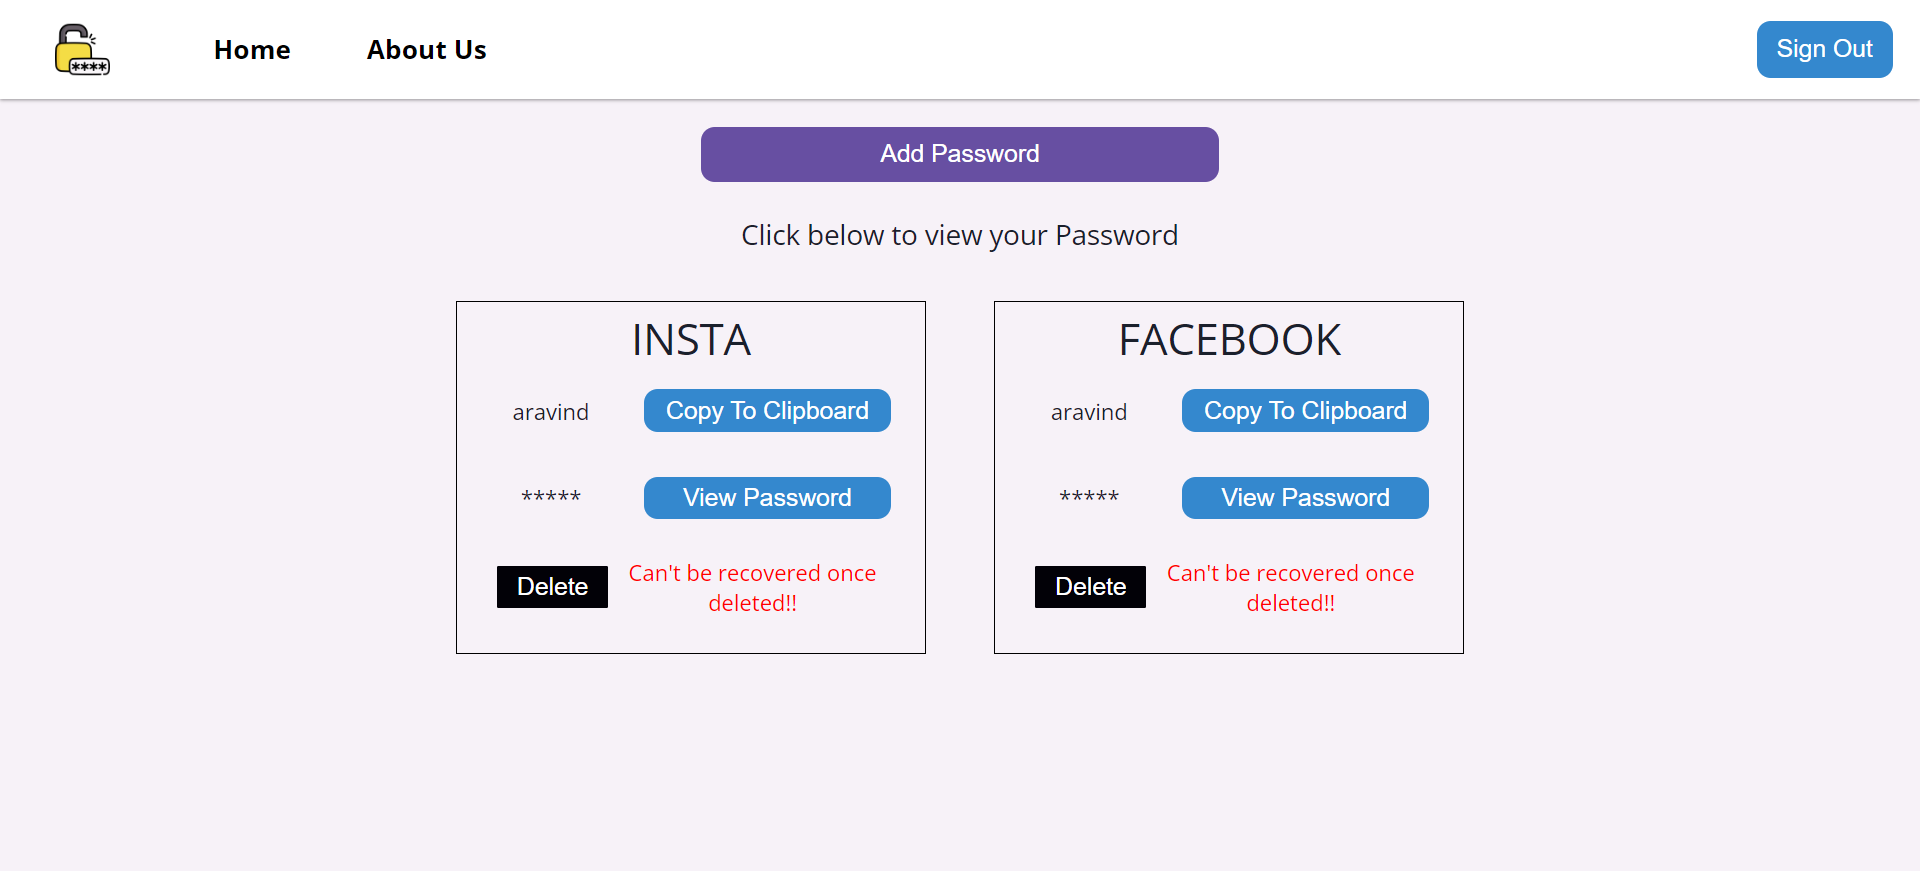 ****
Home
About Us
Sign Out
Add Password
Click below to view your Password
INSTA
aravind
Copy To Clipboard
*****
View Password
Delete
Can't be recovered once
deleted!!
FACEBOOK
aravind
Copy To Clipboard
*****
View Password
Delete
Can't be recovered once
deleted!!